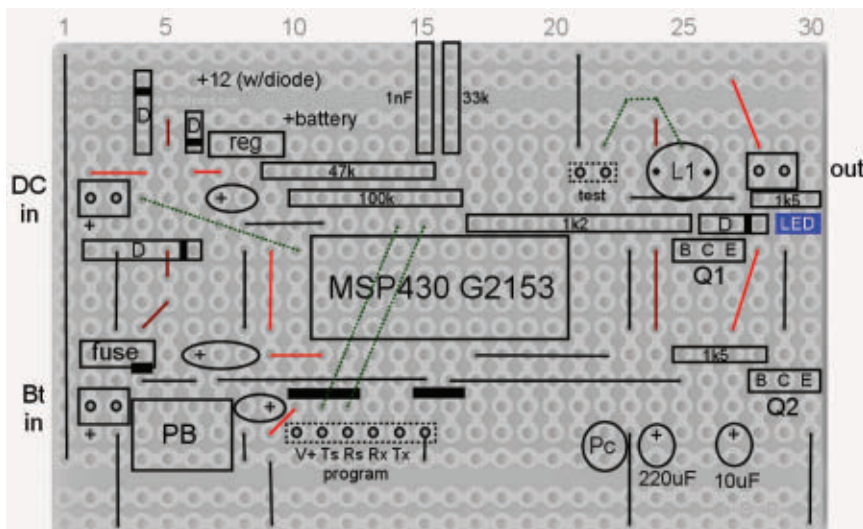 1 5 10 15 20 25 30
+12 (w/diode)
D
D
+battery
1nF
33k
reg
47k
L1
out
DC in
+
+
100k
test
1k5
1k2
D
LED
D
B C E
Q1
MSP430 G2153
fuse
+
1k5
B C E
Q2
Bt in
+
PB
+
V+ Ts Rs Rx Tx
program
Pc
+
220uF
+
10uF